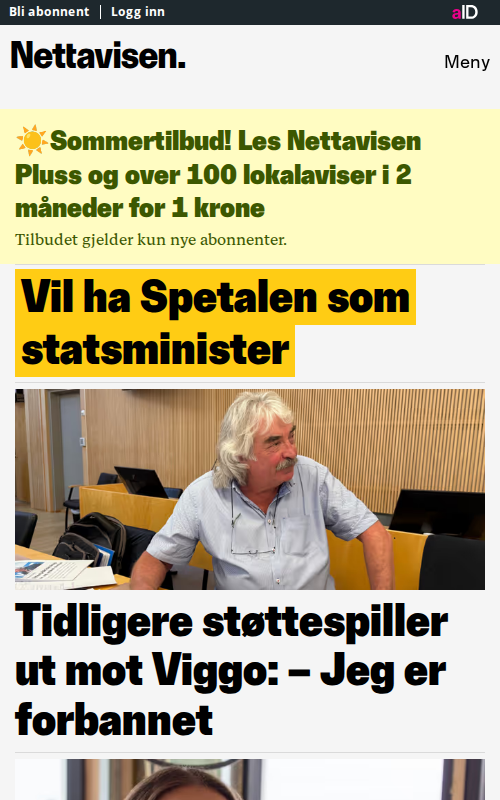 Bli abonnent | Logg inn
aID
Nettavisen.
Meny
☀️Sommertilbud! Les Nettavisen
Pluss og over 100 lokalaviser i 2
måneder for 1 krone
Tilbudet gjelder kun nye abonnenter.
Vil ha Spetalen som
statsminister
Tidligere støttespiller
ut mot Viggo: – Jeg er
forbannet